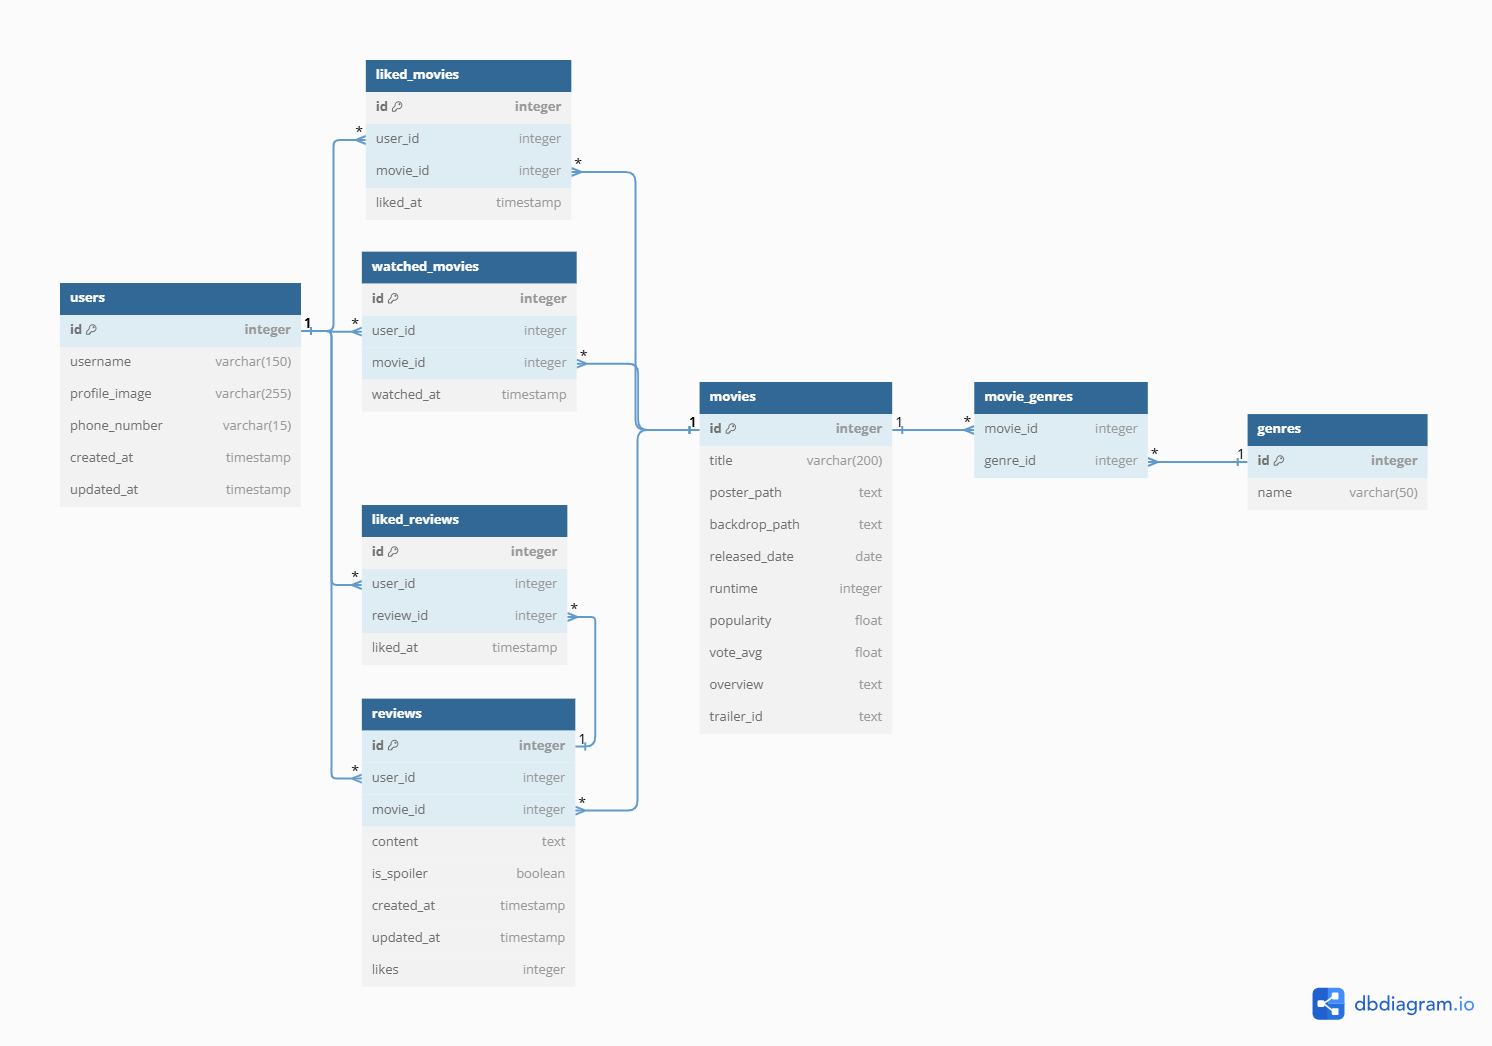 liked_movies
id integer
user_id integer
movie_id integer
liked_at timestamp
watched_movies
id integer
user_id integer
movie_id integer
watched_at timestamp
users
id integer
username varchar(150)
profile_image varchar(255)
phone_number varchar(15)
created_at timestamp
updated_at timestamp
liked_reviews
id integer
user_id integer
review_id integer
liked_at timestamp
reviews
id integer
user_id integer
movie_id integer
content text
is_spoiler boolean
created_at timestamp
updated_at timestamp
likes integer
movies
id integer
title varchar(200)
poster_path text
backdrop_path text
released_date date
runtime integer
popularity float
vote_avg float
overview text
trailer_id text
movie_genres
movie_id integer
genre_id integer
genres
id integer
name varchar(50)
1
*
*
*
*
*
*
*
1
*
1
1
*
*
1
dbdiagram.io